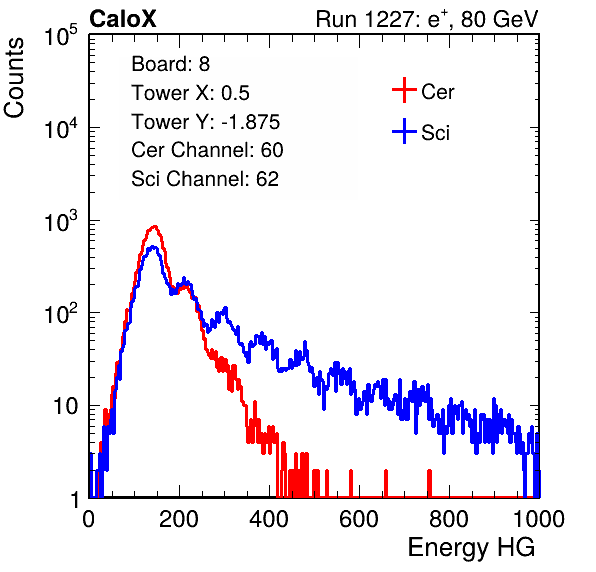 CaloX Run 1227: e⁺, 80 GeV
Counts
10⁵
10⁴
10³
10²
10
1
Board: 8
Tower X: 0.5
Tower Y: -1.875
Cer Channel: 60
Sci Channel: 62
Cer
Sci
0 200 400 600 800 1000
Energy HG